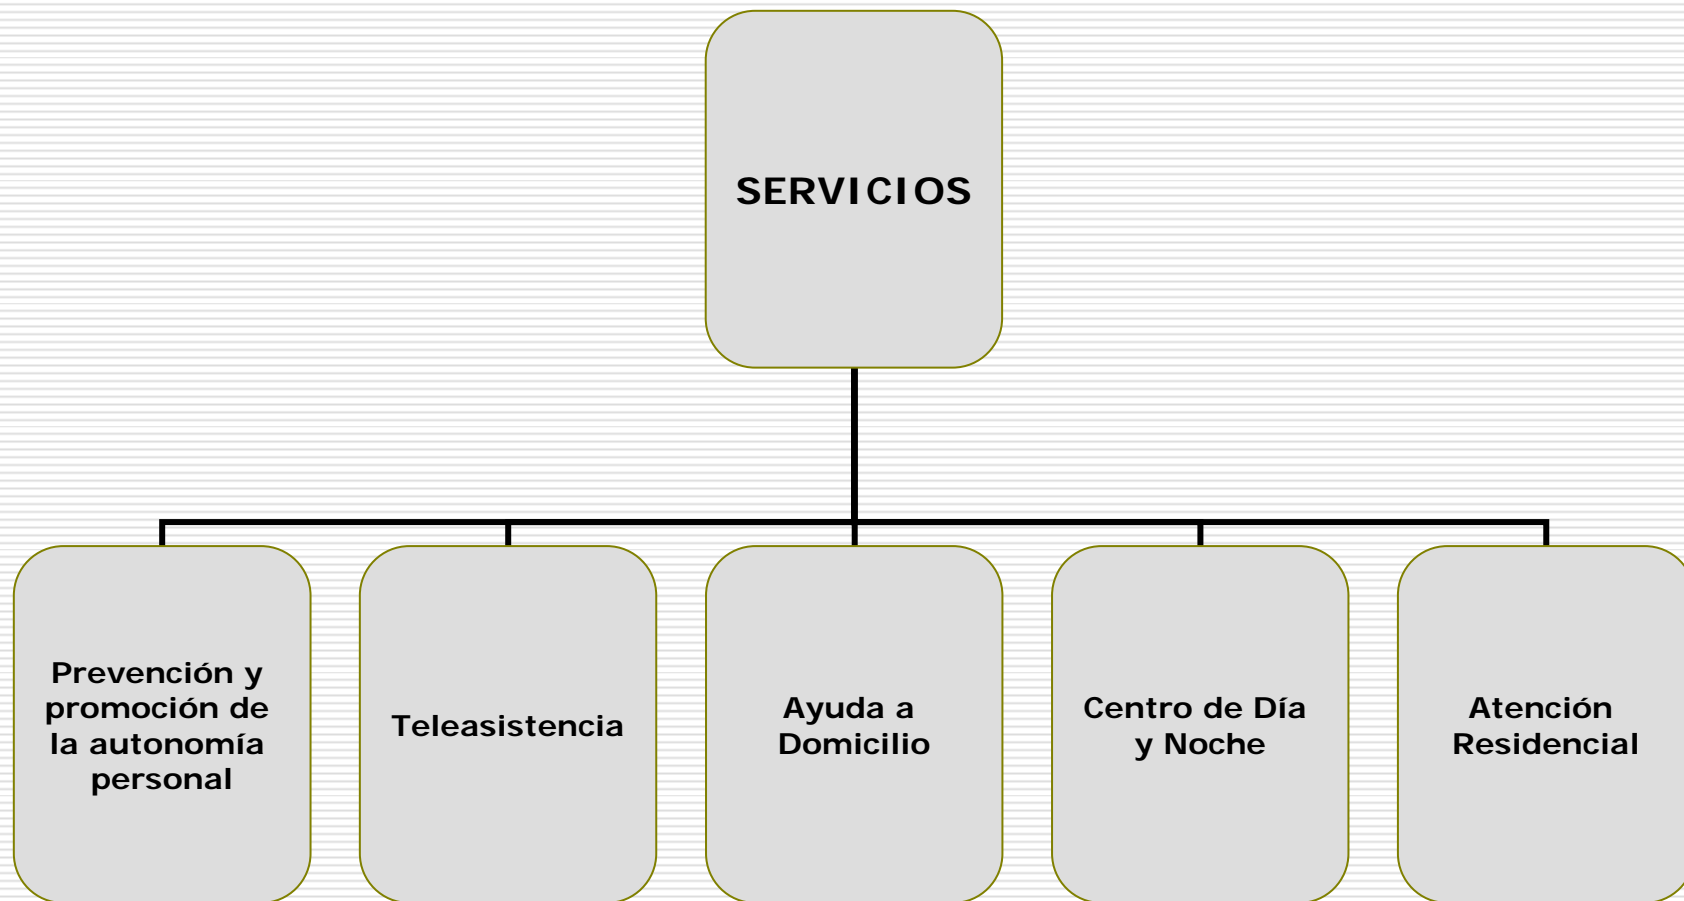 SERVICIOS
Prevención y
promoción de
la autonomía
personal
Teleasistencia
Ayuda a
Domicilio
Centro de Día
y Noche
Atención
Residencial